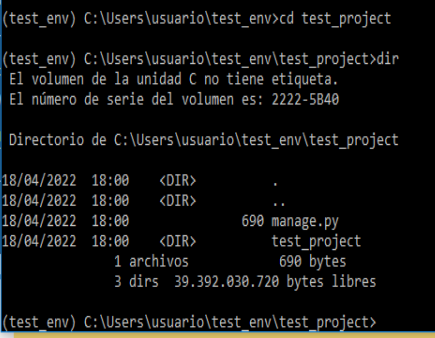 (test_env) C:\Users\usuario\test_env>cd test_project
(test_env) C:\Users\usuario\test_env\test_project>dir
El volumen de la unidad C no tiene etiqueta.
El número de serie del volumen es: 2222-5B40
Directorio de C:\Users\usuario\test_env\test_project
18/04/2022 18:00 <DIR> .
18/04/2022 18:00 <DIR> ..
18/04/2022 18:00 690 manage.py
18/04/2022 18:00 <DIR> test_project
1 archivos 690 bytes
3 dirs 39.392.030.720 bytes libres
(test_env) C:\Users\usuario\test_env\test_project>